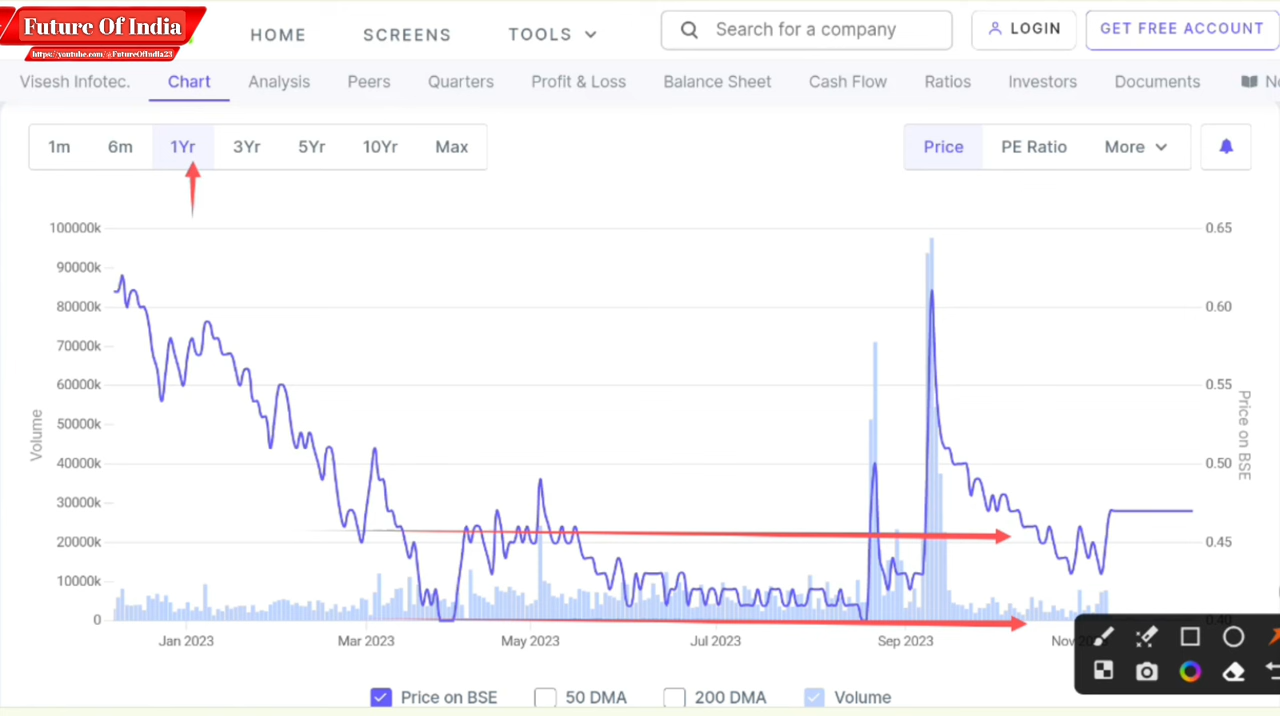 Future Of India
https://youtube.com/@FutureOfIndia23
HOME SCREENS TOOLS Search for a company LOGIN GET FREE ACCOUNT
Visesh Infotec. Chart Analysis Peers Quarters Profit & Loss Balance Sheet Cash Flow Ratios Investors Documents
1m 6m 1Yr 3Yr 5Yr 10Yr Max Price PE Ratio More
100000k 0.65
90000k
80000k 0.60
70000k
60000k 0.55
50000k
40000k 0.50
30000k
20000k 0.45
10000k
0 0.40
Volume
Price on BSE
Jan 2023 Mar 2023 May 2023 Jul 2023 Sep 2023 Nov
Price on BSE 50 DMA 200 DMA Volume